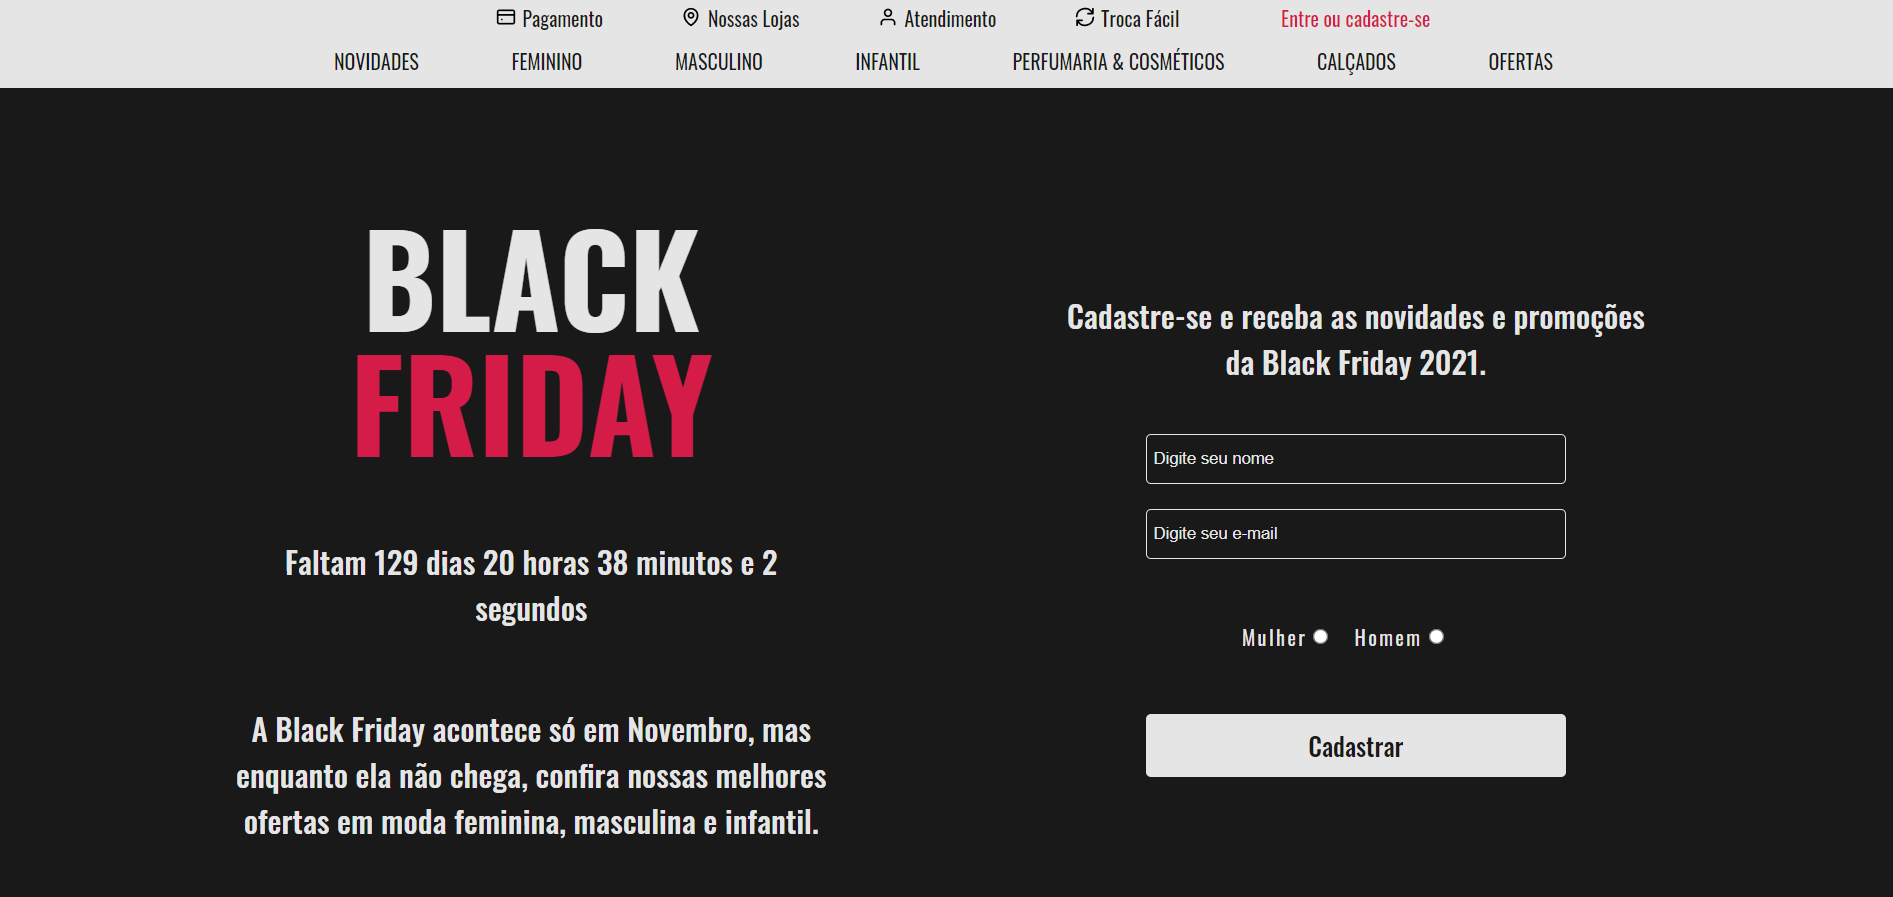 Pagamento Nossas Lojas Atendimento Troca Fácil Entre ou cadastre-se
NOVIDADES FEMININO MASCULINO INFANTIL PERFUMARIA & COSMÉTICOS CALÇADOS OFERTAS
BLACK
FRIDAY
Faltam 129 dias 20 horas 38 minutos e 2
segundos
A Black Friday acontece só em Novembro, mas
enquanto ela não chega, confira nossas melhores
ofertas em moda feminina, masculina e infantil.
Cadastre-se e receba as novidades e promoções
da Black Friday 2021.
Digite seu nome
Digite seu e-mail
Mulher Homem
Cadastrar